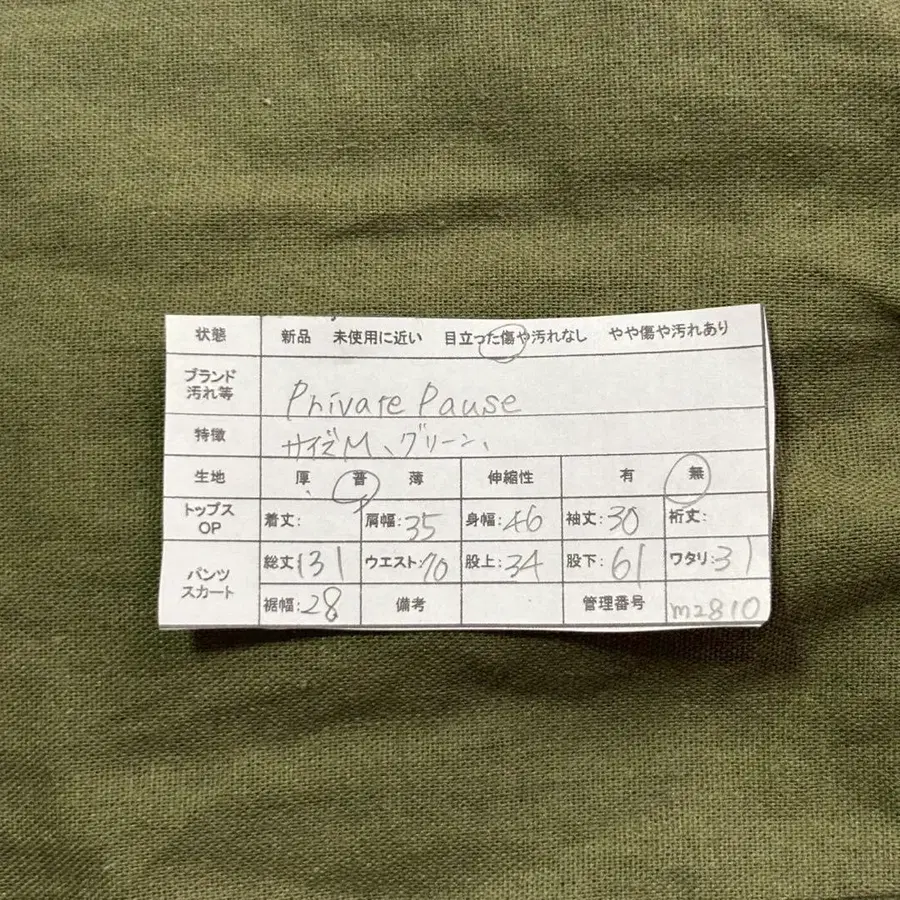 状態 新品 未使用に近い 目立った傷や汚れなし やや傷や汚れあり
ブランド
汚れ等
Private Pause
特徴 サイズM、グリーン、
生地 厚 普 薄 伸縮性 有 無
トップス
OP
着丈: 肩幅:35 身幅:46 袖丈:30 裄丈:
パンツ
スカート
総丈:131 ウエスト:70 股上:34 股下:61 ワタリ:31
裾幅:28 備考 管理番号 m2810